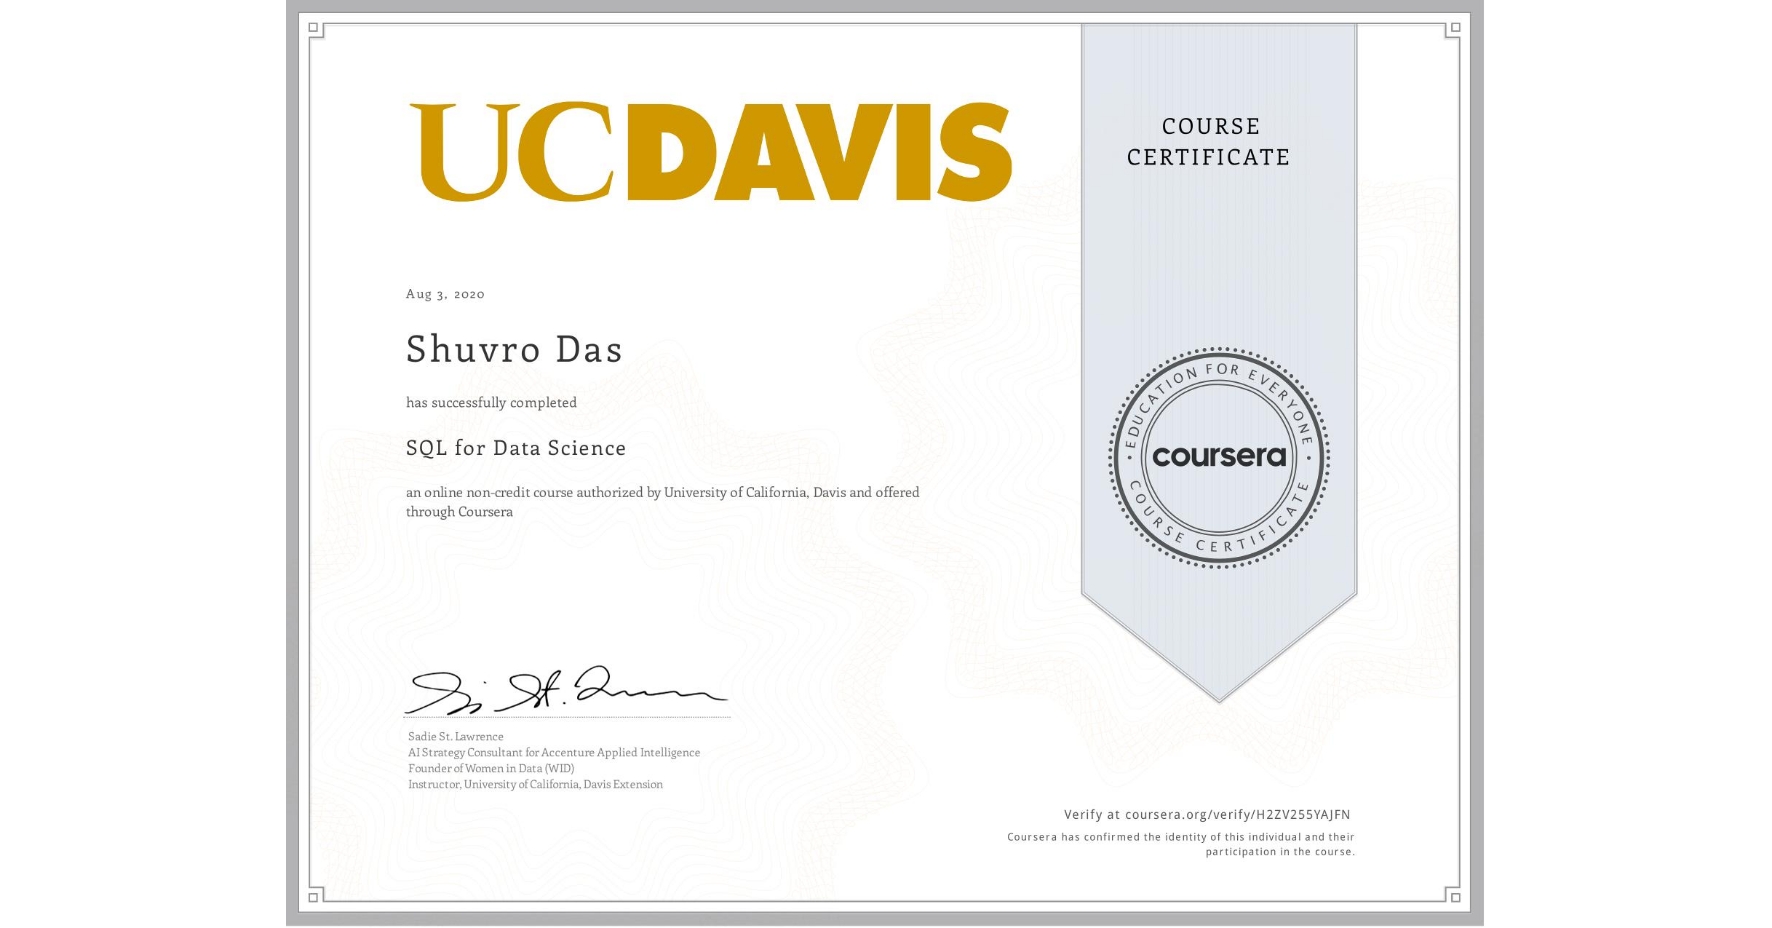 UCDAVIS
COURSE
CERTIFICATE
Aug 3, 2020
Shuvro Das
has successfully completed
SQL for Data Science
an online non-credit course authorized by University of California, Davis and offered
through Coursera
EDUCATION FOR EVERYONE
coursera
COURSE CERTIFICATE
Sadie St. Lawrence
AI Strategy Consultant for Accenture Applied Intelligence
Founder of Women in Data (WID)
Instructor, University of California, Davis Extension
Verify at coursera.org/verify/H2ZV255YAJFN
Coursera has confirmed the identity of this individual and their
participation in the course.